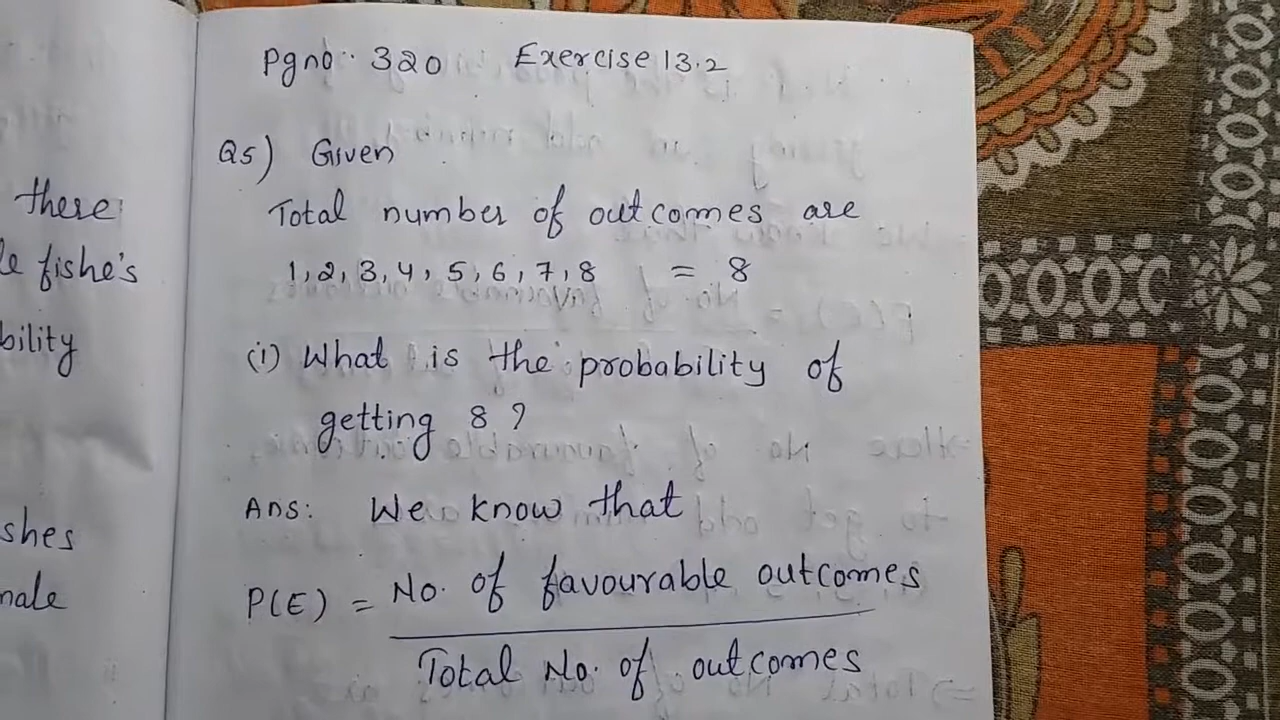 there
le fishe's
bility
shes
male
Pgno. 320 Exercise 13.2
Q5) Given
Total number of outcomes are
1,2,3,4,5,6,7,8 = 8
(i) What is the probability of
getting 8?
Ans: We know that
P(E) = No. of favourable outcomes
Total No. of outcomes